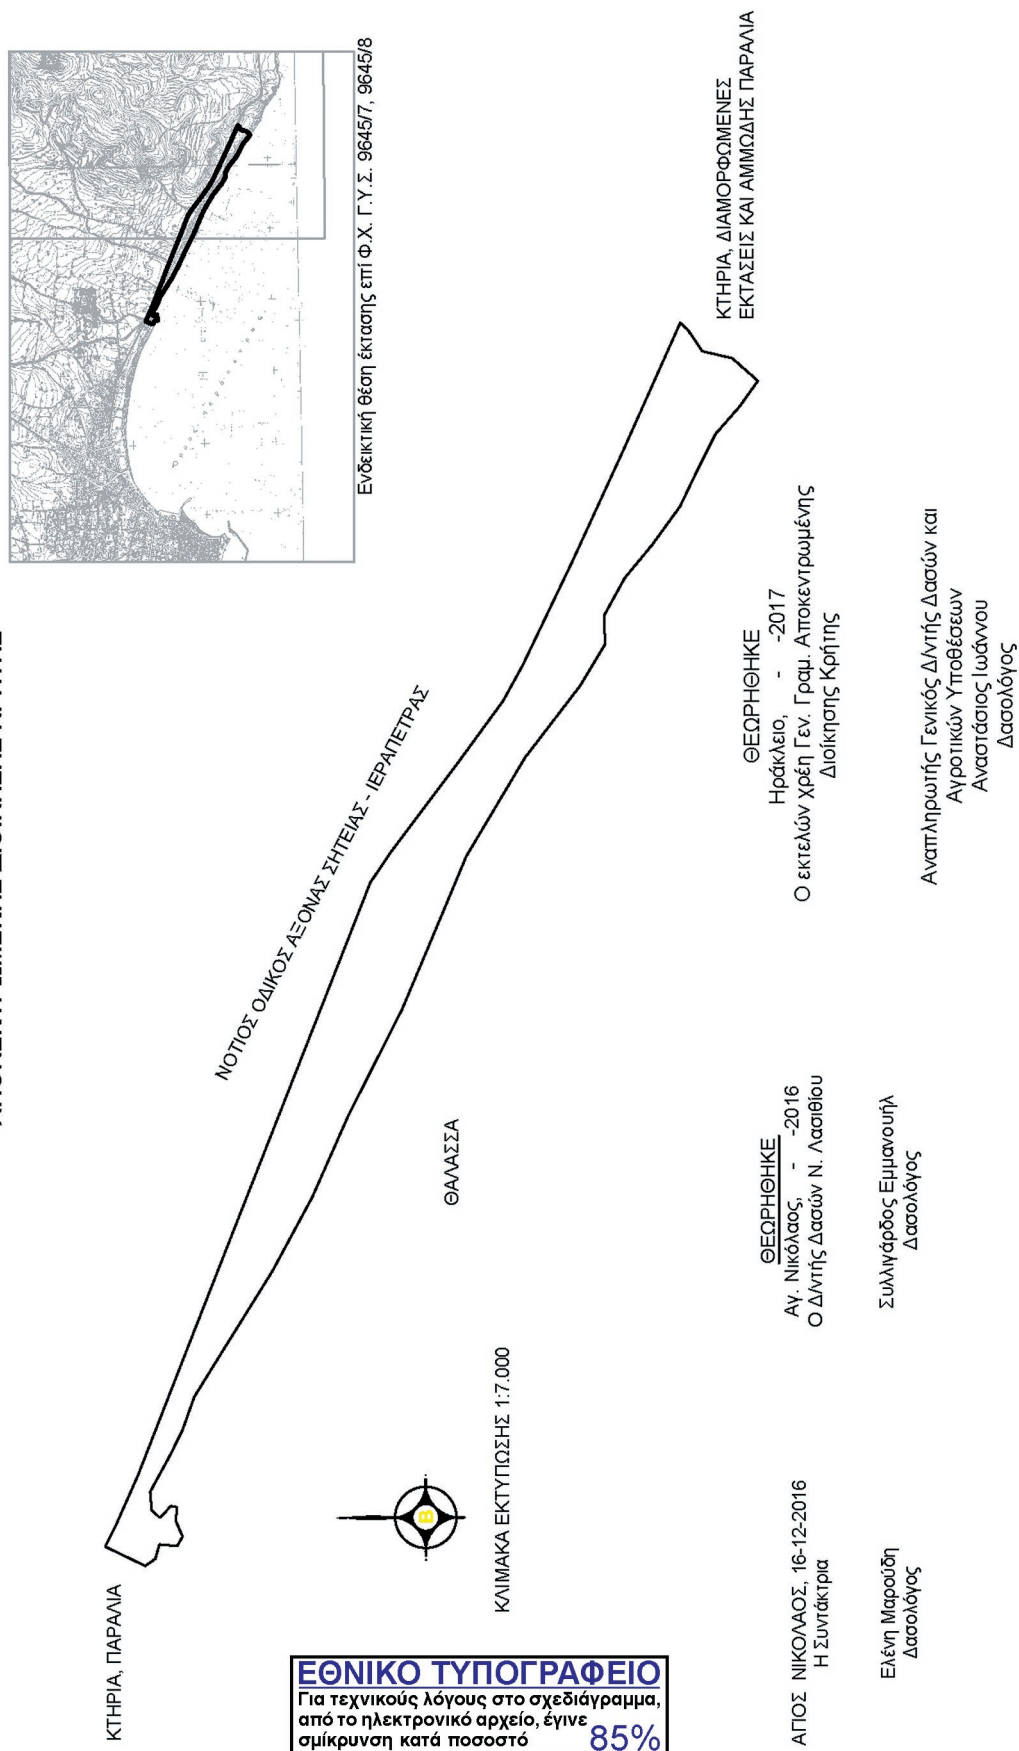 Ενδεικτική θέση έκτασης επί Φ.Χ. Γ.Υ.Σ. 9645/7, 9645/8
ΚΤΗΡΙΑ, ΠΑΡΑΛΙΑ
ΝΟΤΙΟΣ ΟΔΙΚΟΣ ΑΞΟΝΑΣ ΣΗΤΕΙΑΣ - ΙΕΡΑΠΕΤΡΑΣ
ΘΑΛΑΣΣΑ
ΚΤΗΡΙΑ, ΔΙΑΜΟΡΦΩΜΕΝΕΣ
ΕΚΤΑΣΕΙΣ ΚΑΙ ΑΜΜΩΔΗΣ ΠΑΡΑΛΙΑ
Β
ΚΛΙΜΑΚΑ ΕΚΤΥΠΩΣΗΣ 1:7.000
ΑΓΙΟΣ ΝΙΚΟΛΑΟΣ, 16-12-2016
Η Συντάκτρια
Ελένη Μαρούδη
Δασολόγος
ΘΕΩΡΗΘΗΚΕ
Αγ. Νικόλαος, - -2016
Ο Δ/ντής Δασών Ν. Λασιθίου
Συλλιγάρδος Εμμανουήλ
Δασολόγος
ΘΕΩΡΗΘΗΚΕ
Ηράκλειο, - -2017
Ο εκτελών χρέη Γεν. Γραμ. Αποκεντρωμένης
Διοίκησης Κρήτης
Αναπληρωτής Γενικός Δ/ντής Δασών και
Αγροτικών Υποθέσεων
Αναστάσιος Ιωάννου
Δασολόγος
ΕΘΝΙΚΟ ΤΥΠΟΓΡΑΦΕΙΟ
Για τεχνικούς λόγους στο σχεδιάγραμμα,
από το ηλεκτρονικό αρχείο, έγινε
σμίκρυνση κατά ποσοστό 85%